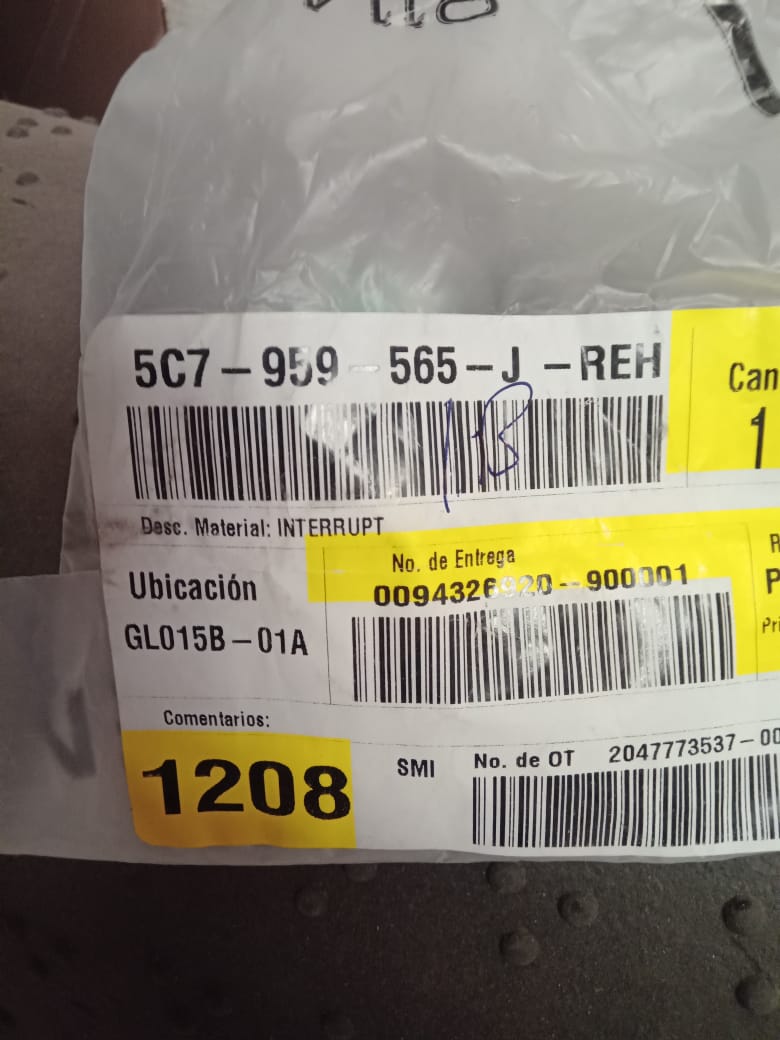 5C7-959-565-J -REH
Can
1
Desc. Material: INTERRUPT
No. de Entrega
Ubicación
0094326920-900001
GL015B-01A
Comentarios:
1208
SMI
No. de OT 2047773537-00